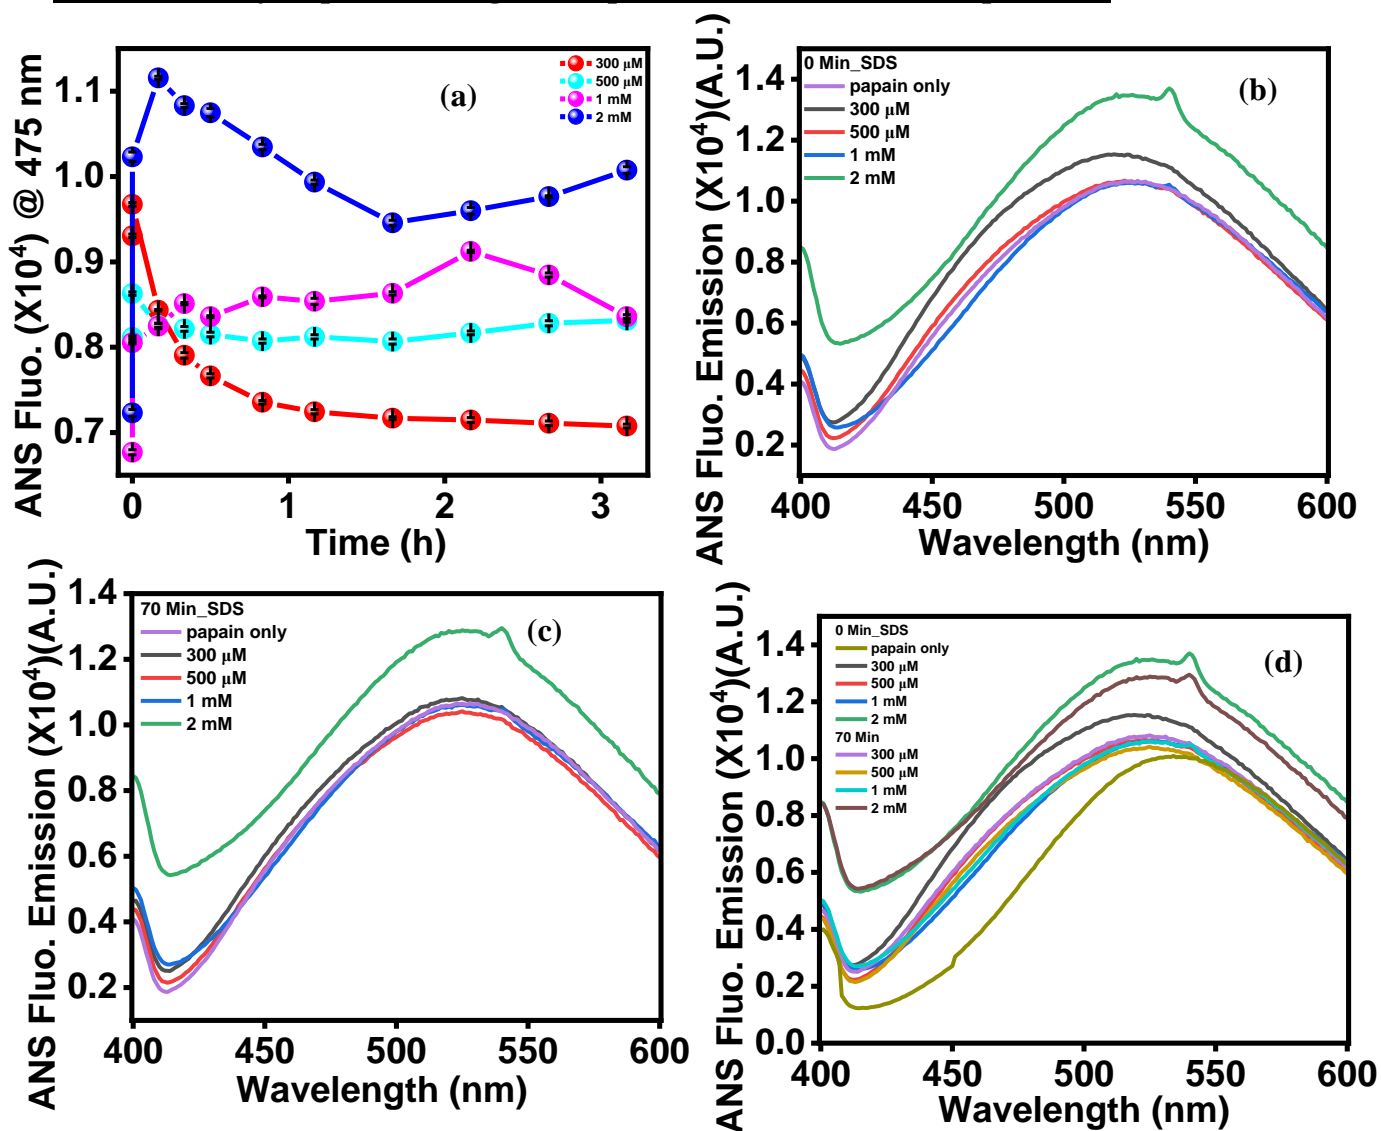 (a)
300 μM
500 μM
1 mM
2 mM
ANS Fluo. (X10⁴) @ 475 nm
1.1
1.0
0.9
0.8
0.7
0
1
2
3
Time (h)
(b)
0 Min_SDS
papain only
300 μM
500 μM
1 mM
2 mM
ANS Fluo. Emission (X10⁴)(A.U.)
1.4
1.2
1.0
0.8
0.6
0.4
0.2
400
450
500
550
600
Wavelength (nm)
(c)
70 Min_SDS
papain only
300 μM
500 μM
1 mM
2 mM
ANS Fluo. Emission (X10⁴)(A.U.)
1.4
1.2
1.0
0.8
0.6
0.4
0.2
400
450
500
550
600
Wavelength (nm)
(d)
0 Min_SDS
papain only
300 μM
500 μM
1 mM
2 mM
70 Min
300 μM
500 μM
1 mM
2 mM
ANS Fluo. Emission (X10⁴)(A.U.)
1.4
1.2
1.0
0.8
0.6
0.4
0.2
0.0
400
450
500
550
600
Wavelength (nm)